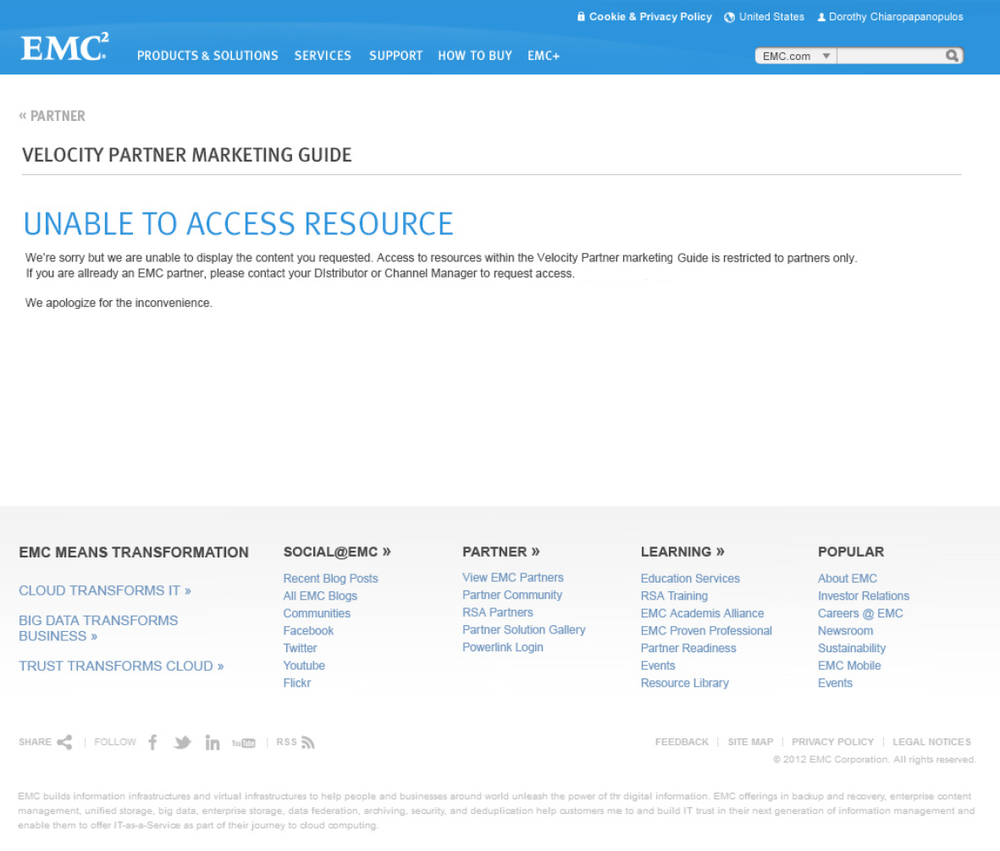 Cookie & Privacy Policy United States Dorothy Chiaropapanopulos
EMC²
PRODUCTS & SOLUTIONS SERVICES SUPPORT HOW TO BUY EMC+
EMC.com
« PARTNER
VELOCITY PARTNER MARKETING GUIDE
UNABLE TO ACCESS RESOURCE
We're sorry but we are unable to display the content you requested. Access to resources within the Velocity Partner marketing Guide is restricted to partners only.
If you are allready an EMC partner, please contact your DIstributor or Channel Manager to request access.
We apologize for the inconvenience.
EMC MEANS TRANSFORMATION
CLOUD TRANSFORMS IT »
BIG DATA TRANSFORMS
BUSINESS »
TRUST TRANSFORMS CLOUD »
SOCIAL@EMC »
Recent Blog Posts
All EMC Blogs
Communities
Facebook
Twitter
Youtube
Flickr
PARTNER »
View EMC Partners
Partner Community
RSA Partners
Partner Solution Gallery
Powerlink Login
LEARNING »
Education Services
RSA Training
EMC Academis Alliance
EMC Proven Professional
Partner Readiness
Events
Resource Library
POPULAR
About EMC
Investor Relations
Careers @ EMC
Newsroom
Sustainability
EMC Mobile
Events
SHARE FOLLOW You Tube RSS
FEEDBACK SITE MAP PRIVACY POLICY LEGAL NOTICES
© 2012 EMC Corporation. All rights reserved.
EMC builds information infrastructures and virtual infrastructures to help people and businesses around world unleash the power of thr digital information. EMC offerings in backup and recovery, enterprise content
management, unified storage, big data, enterprise storage, data federation, archiving, security, and deduplication help customers me to and build IT trust in their next generation of information management and
enable them to offer IT-as-a-Service as part of their journey to cloud computing.